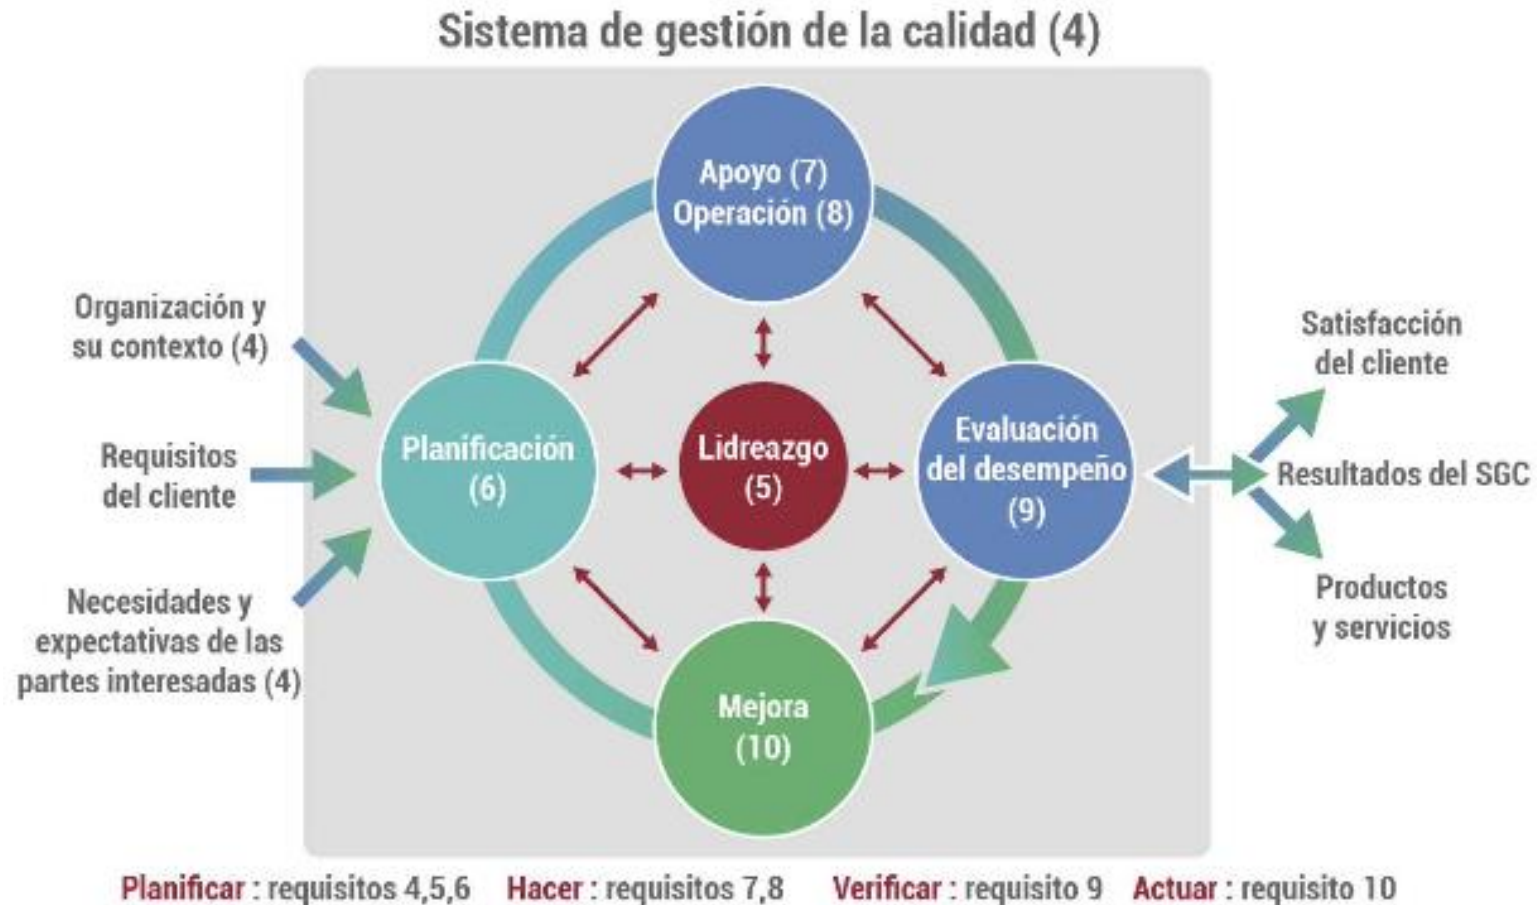 Sistema de gestión de la calidad (4)
Apoyo (7)
Operación (8)
Organización y
su contexto (4)
Requisitos
del cliente
Necesidades y
expectativas de las
partes interesadas (4)
Planificación
(6)
Lidreazgo
(5)
Evaluación
del desempeño
(9)
Satisfacción
del cliente
Resultados del SGC
Productos
y servicios
Mejora
(10)
Planificar : requisitos 4,5,6 Hacer : requisitos 7,8 Verificar : requisito 9 Actuar : requisito 10